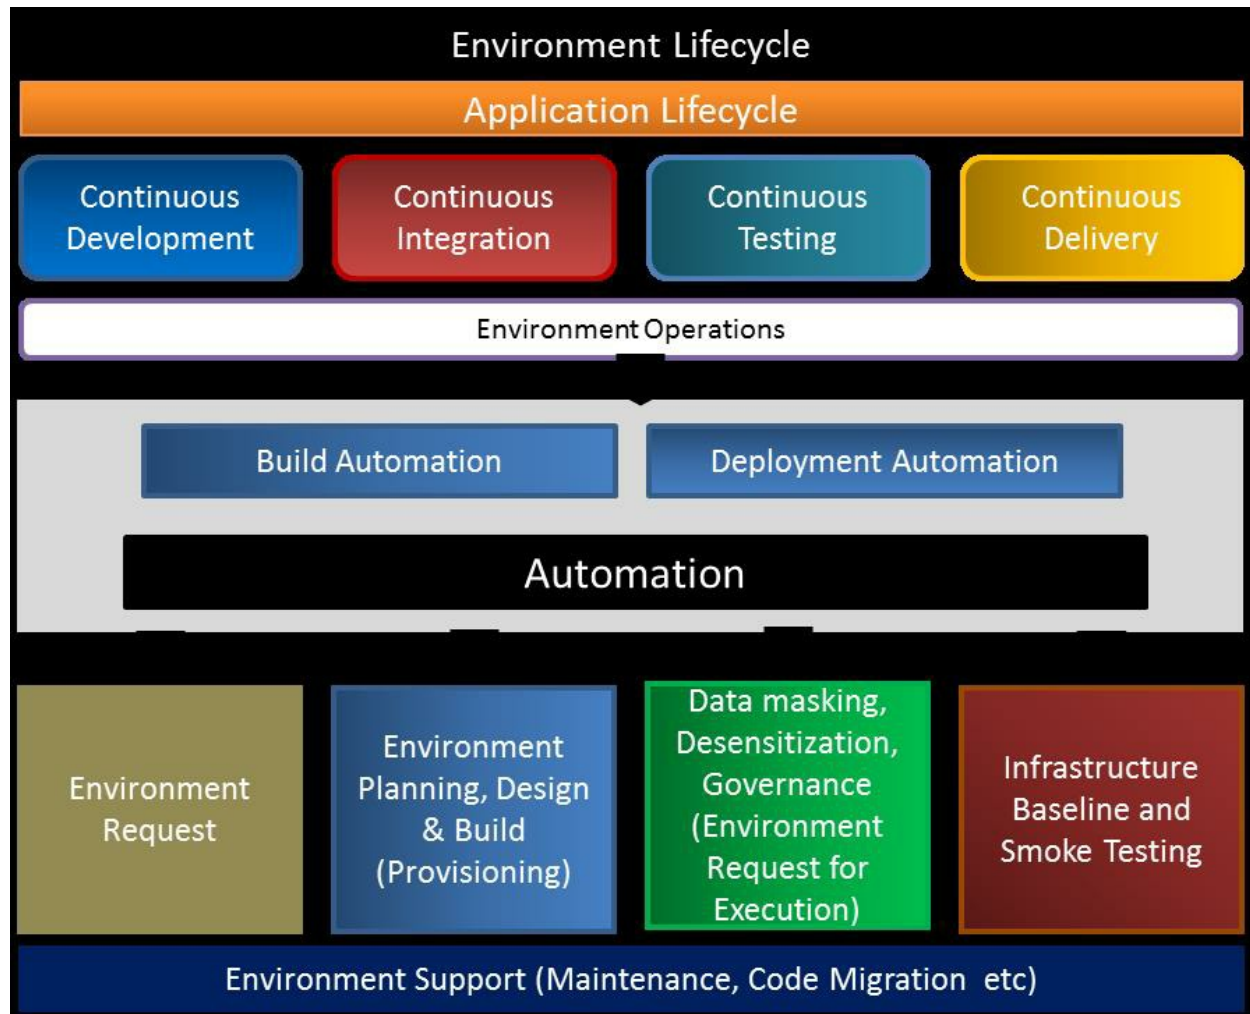 Environment Lifecycle
Application Lifecycle
Continuous
Development
Continuous
Integration
Continuous
Testing
Continuous
Delivery
Environment Operations
Build Automation
Deployment Automation
Automation
Environment
Request
Environment
Planning, Design
& Build
(Provisioning)
Data masking,
Desensitization,
Governance
(Environment
Request for
Execution)
Infrastructure
Baseline and
Smoke Testing
Environment Support (Maintenance, Code Migration etc)